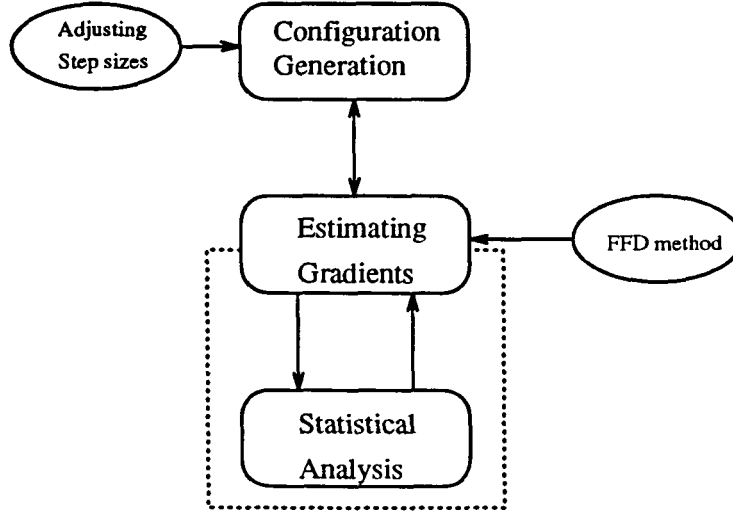 Adjusting
Step sizes
Configuration
Generation
Estimating
Gradients
FFD method
Statistical
Analysis